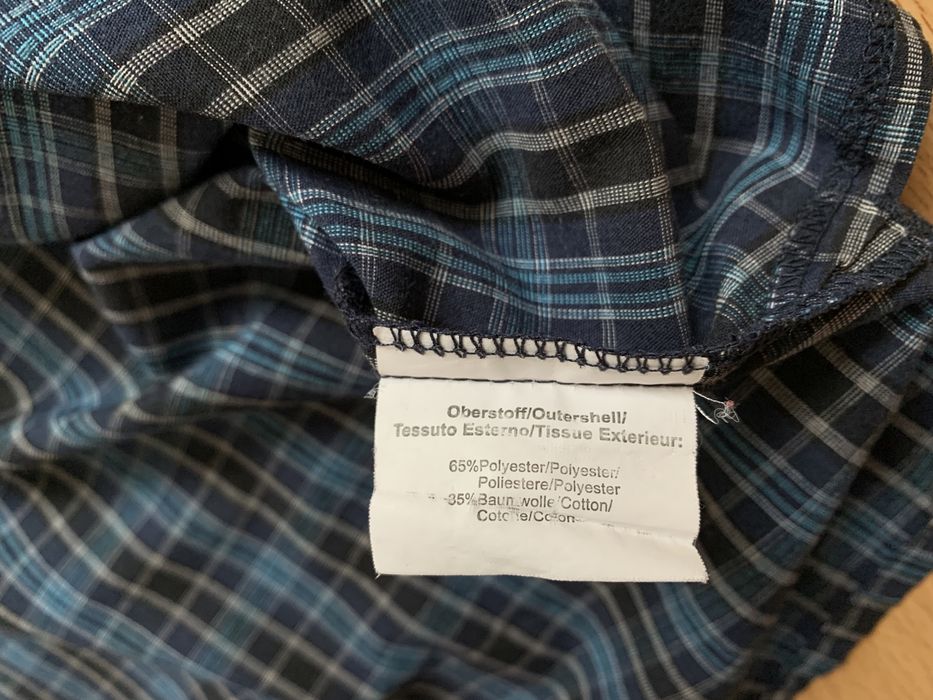 Oberstoff/Outershell/
Tessuto Esterno/Tissue Exterieur:
65%Polyester/Polyester/
Poliestere/Polyester
35%Baumwolle/Cotton/